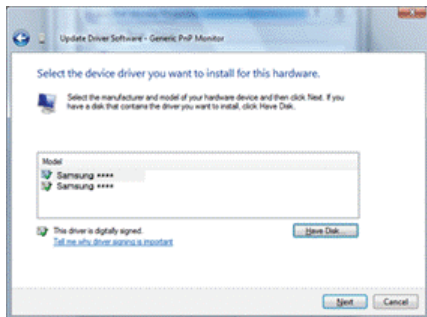 Update Driver Software - Generic PnP Monitor
Select the device driver you want to install for this hardware.
Select the manufacturer and model of your hardware device and then click Next. If you
have a disk that contains the driver you want to install, click Have Disk.
Model
Samsung ****
Samsung ****
This driver is digitally signed.
Tell me why driver signing is important
Have Disk...
Next
Cancel